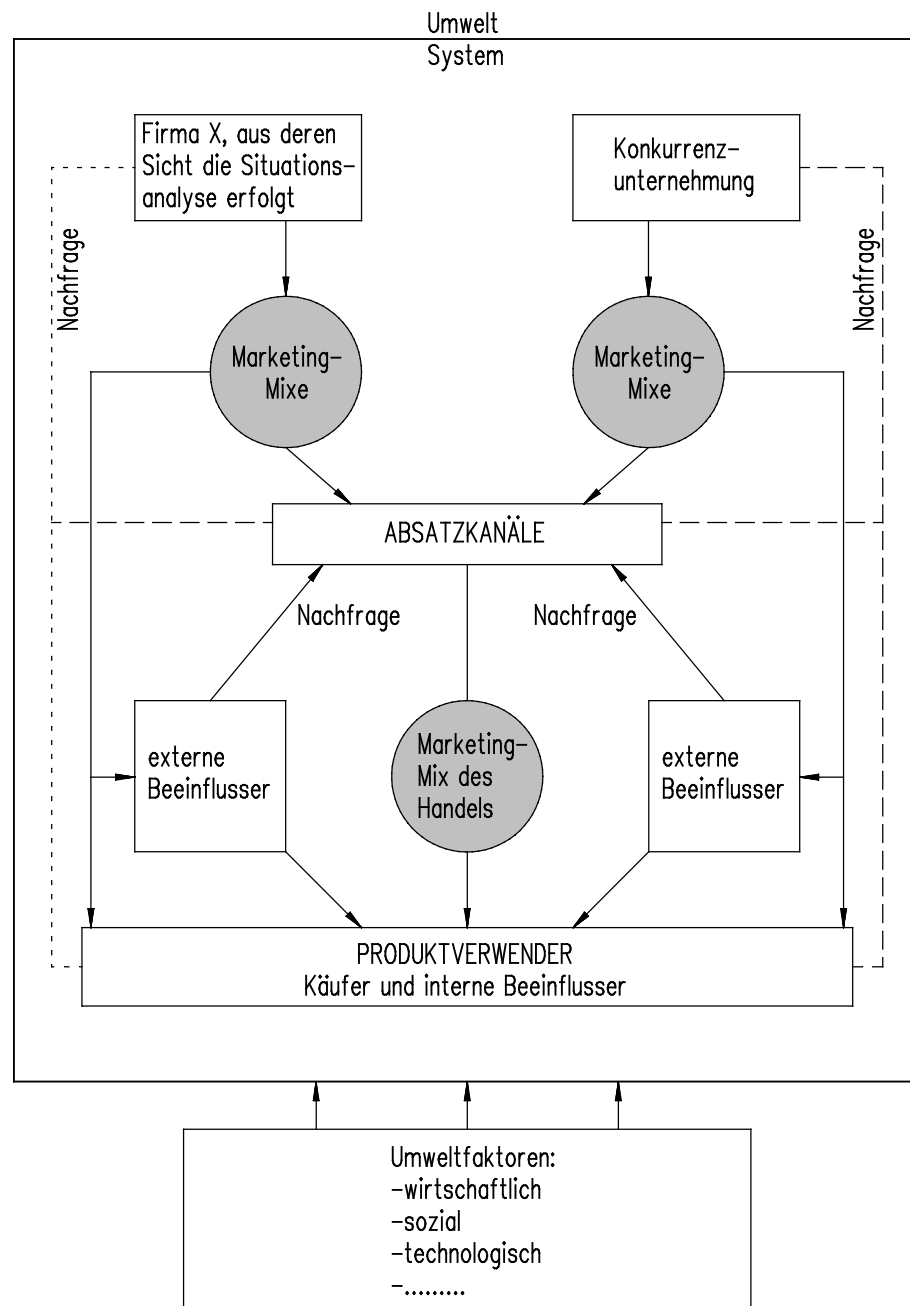 Umwelt
System
Firma X, aus deren
Sicht die Situations-
analyse erfolgt
Konkurrenz-
unternehmung
Nachfrage
Nachfrage
Marketing-
Mixe
Marketing-
Mixe
ABSATZKANÄLE
Nachfrage
Nachfrage
externe
Beeinflusser
Marketing-
Mix des
Handels
externe
Beeinflusser
PRODUKTVERWENDER
Käufer und interne Beeinflusser
Umweltfaktoren:
-wirtschaftlich
-sozial
-technologisch
-.........